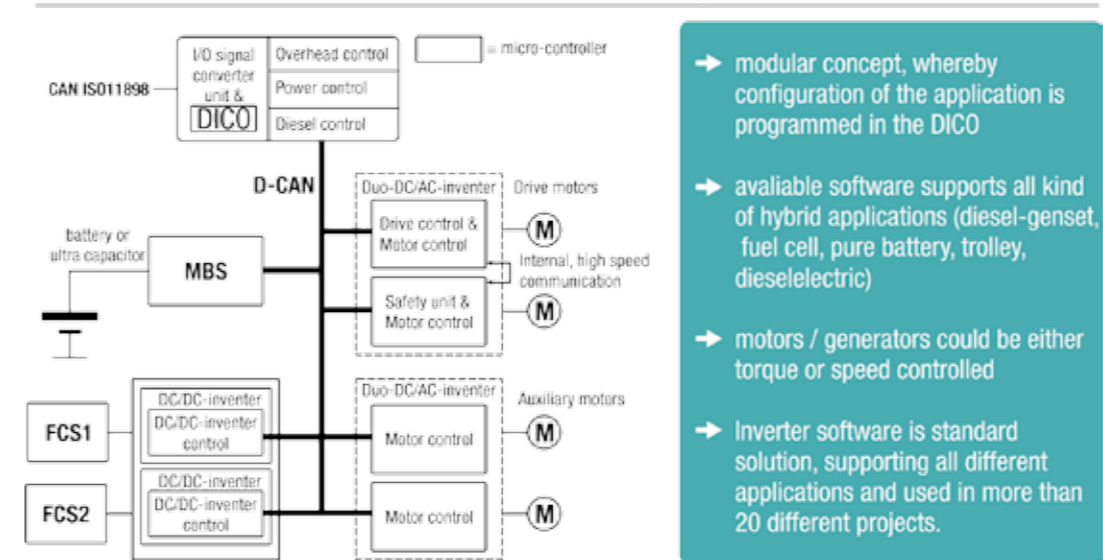 I/O signal
converter
unit &
DICO
Overhead control
Power control
Diesel control
= micro-controller
CAN ISO11898
D-CAN
Duo-DC/AC-inventer
Drive motors
Drive control &
Motor control
M
Internal, high speed
communication
Safety unit &
Motor control
M
battery or
ultra capacitor
MBS
FCS1
DC/DC-inventer
DC/DC-inventer
control
FCS2
DC/DC-inventer
DC/DC-inventer
control
Duo-DC/AC-inventer
Auxiliary motors
Motor control
M
Motor control
M
➔ modular concept, whereby
configuration of the application is
programmed in the DICO
➔ avaliable software supports all kind
of hybrid applications (diesel-genset,
fuel cell, pure battery, trolley,
dieselelectric)
➔ motors / generators could be either
torque or speed controlled
➔ Inverter software is standard
solution, supporting all different
applications and used in more than
20 different projects.